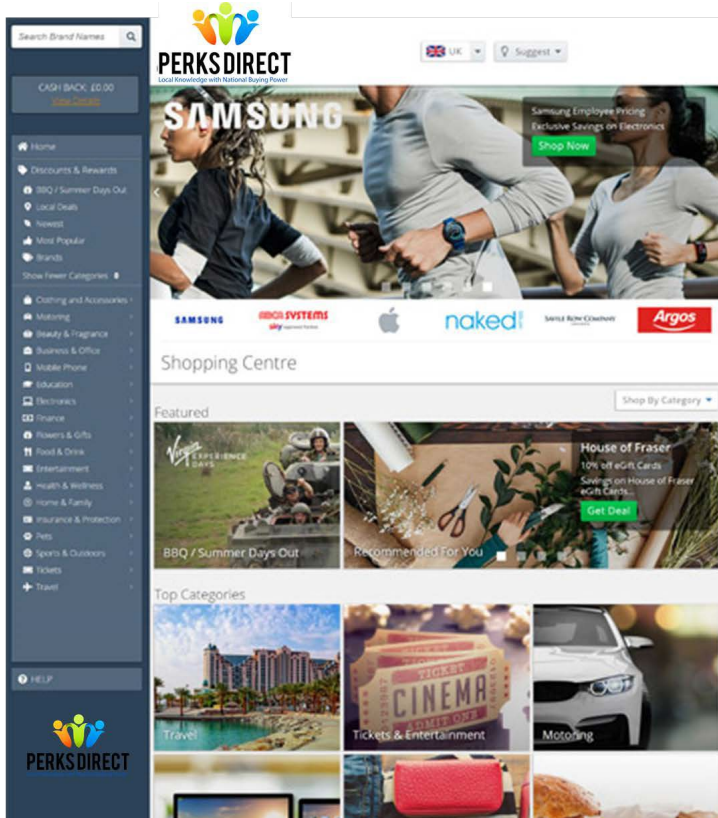 Search Brand Names
CASH BACK: £0.00
View Details
Home
Discounts & Rewards
BBQ / Summer Days Out
Local Deals
Newest
Most Popular
Brands
Show Fewer Categories
Clothing and Accessories
Motoring
Beauty & Fragrance
Business & Office
Mobile Phone
Education
Electronics
Finance
Flowers & Gifts
Food & Drink
Entertainment
Health & Wellness
Home & Family
Insurance & Protection
Pets
Sports & Outdoors
Tickets
Travel
HELP
PERKS DIRECT
PERKS DIRECT
Local Knowledge with National Buying Power
UK
Suggest
SAMSUNG
Samsung Employee Pricing
Exclusive Savings on Electronics
Shop Now
SAMSUNG
SYSTEMS
sky
naked
SAVILE ROW COMPANY
Argos
Shopping Centre
Shop By Category
Featured
Virgin EXPERIENCE
DAYS
BBQ / Summer Days Out
House of Fraser
10% off eGift Cards
Savings on House of Fraser
eGift Cards...
Get Deal
Recommended For You
Top Categories
Travel
TICKET
CINEMA
ADMIT ONE
Tickets & Entertainment
Motoring